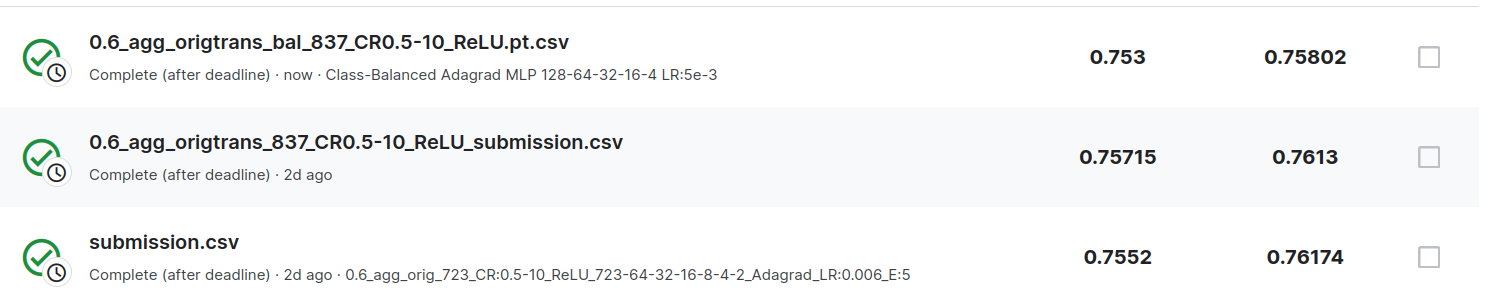 0.6_agg_origtrans_bal_837_CR0.5-10_ReLU.pt.csv
Complete (after deadline) · now · Class-Balanced Adagrad MLP 128-64-32-16-4 LR:5e-3
0.753
0.75802
0.6_agg_origtrans_837_CR0.5-10_ReLU_submission.csv
Complete (after deadline) · 2d ago
0.75715
0.7613
submission.csv
Complete (after deadline) · 2d ago · 0.6_agg_orig_723_CR:0.5-10_ReLU_723-64-32-16-8-4-2_Adagrad_LR:0.006_E:5
0.7552
0.76174